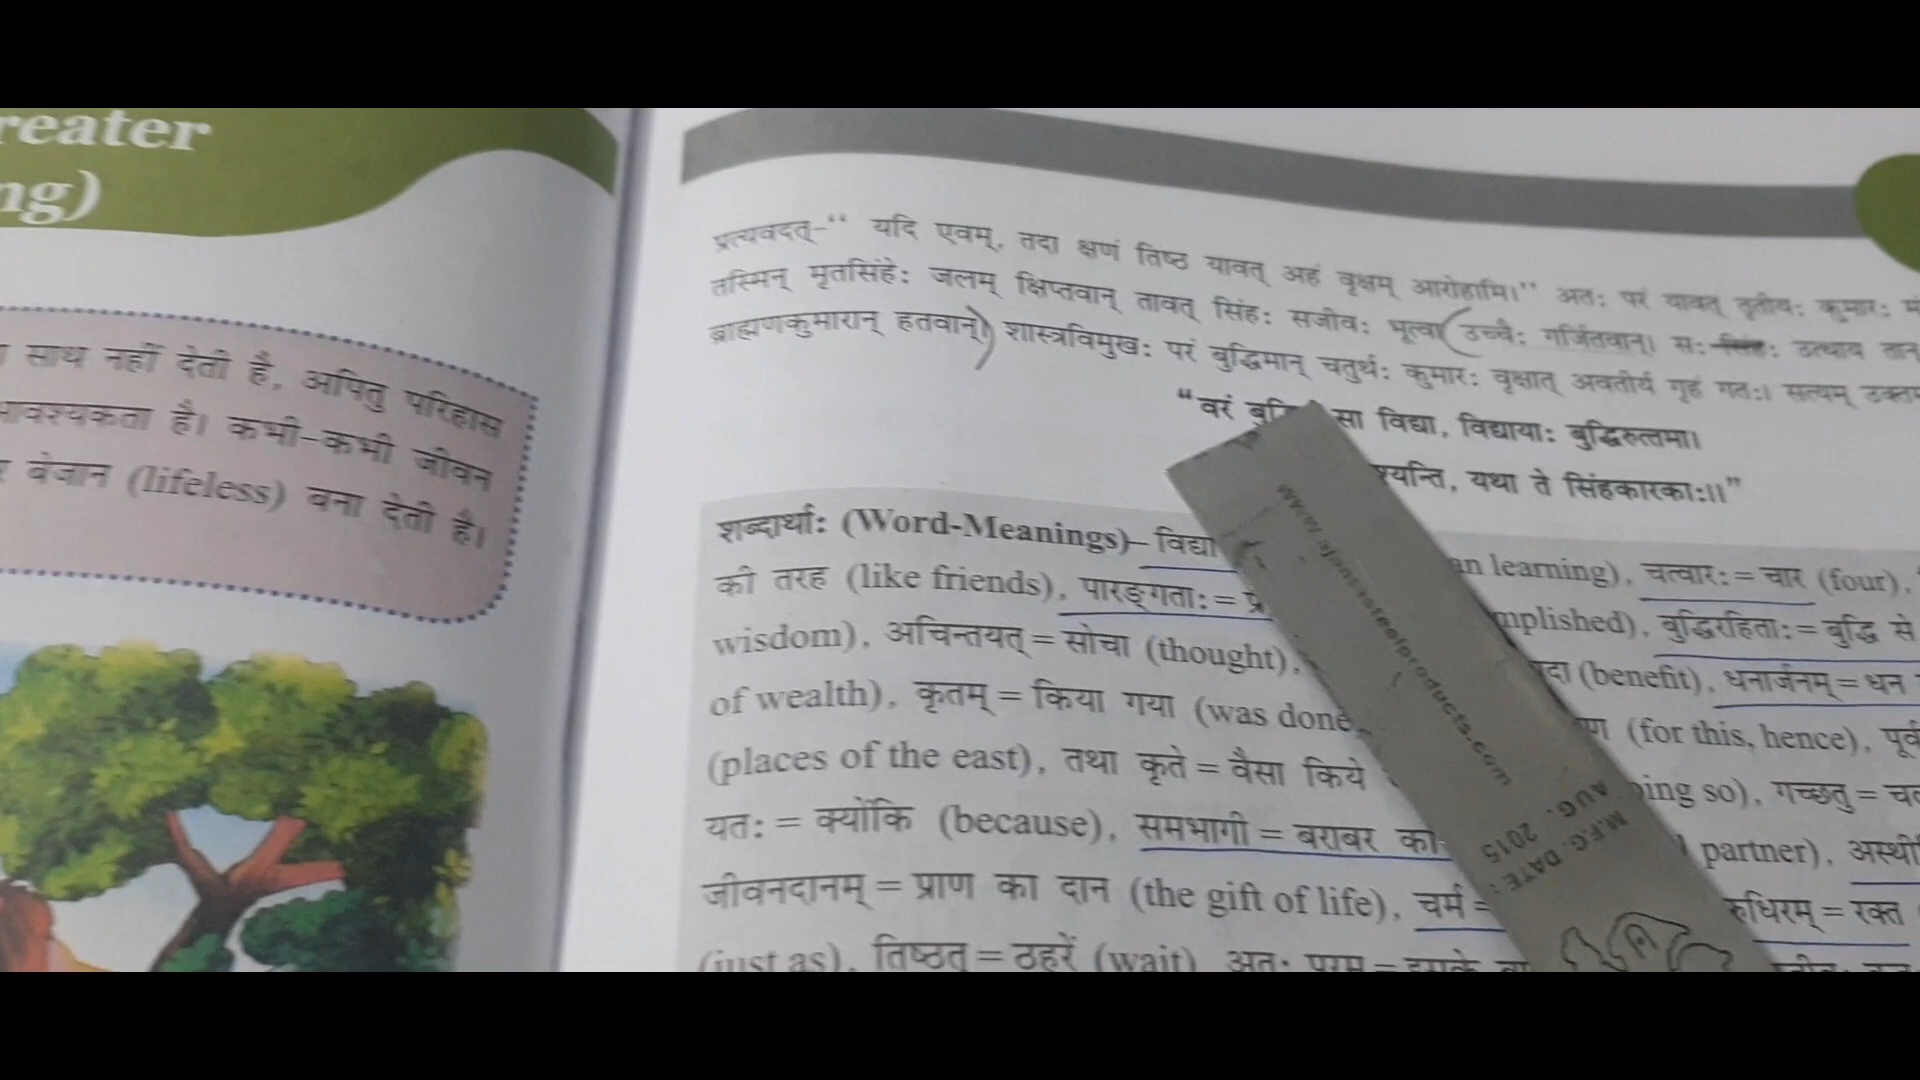 reater
ng)
साथ नहीं देती है, अपितु परिहास
आवश्यकता है। कभी-कभी जीवन
बेजान (lifeless) बना देती है।
प्रत्यवदत्-“ यदि एवम्, तदा क्षणं तिष्ठ यावत् अहं वृक्षम् आरोहामि।” अतः परं यावत् तृतीयः कुमारः
तस्मिन् मृतसिंहेः जलम् क्षिप्तवान् तावत् सिंहः सजीवः भूत्वा उच्चैः गर्जितवान्। सः सिंहः उत्थाय तान्
ब्राह्मणकुमारान् हतवान्। शास्त्रविमुखः परं बुद्धिमान् चतुर्थः कुमारः वृक्षात् अवतीर्य गृहं गतः। सत्यम् उक्तम्
“वरं सा विद्या, विद्यायाः बुद्धिरुत्तमा।
श्यन्ति, यथा ते सिंहकारकाः।।”
शब्दार्थाः (Word-Meanings)– विद्या an learning), चत्वारः = चार (four),
की तरह (like friends), पारङ्गताः = mplished), बुद्धिरहिताः = बुद्धि से
wisdom), अचिन्तयत् = सोचा (thought), (benefit), धनार्जनम् = धन
of wealth), कृतम् = किया गया (was done, (for this, hence),
(places of the east), तथा कृते = वैसा किये ing so), गच्छतु =
यतः = क्योंकि (because), समभागी = बराबर का partner),
जीवनदानम् = प्राण का दान (the gift of life), चर्म = रुधिरम् = रक्त
(just as), तिष्ठतु = ठहरें (wait)
www.ajantasteelproducts.com
M.F.G. DATE:
AUG. 2015